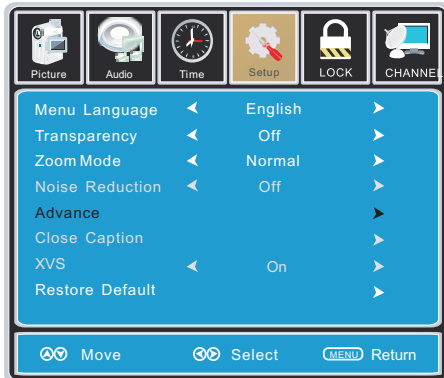 Picture Audio Time Setup LOCK CHANNEL
Menu Language English
Transparency Off
Zoom Mode Normal
Noise Reduction Off
Advance
Close Caption
XVS On
Restore Default
Move Select MENU Return